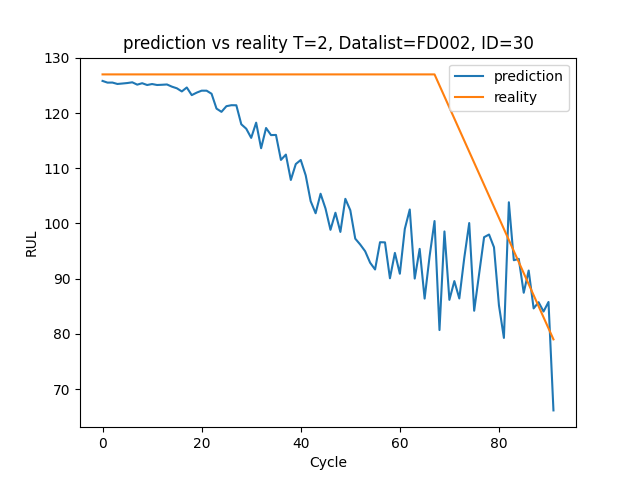 prediction vs reality T=2, Datalist=FD002, ID=30
prediction
reality
RUL
130
120
110
100
90
80
70
0 20 40 60 80
Cycle